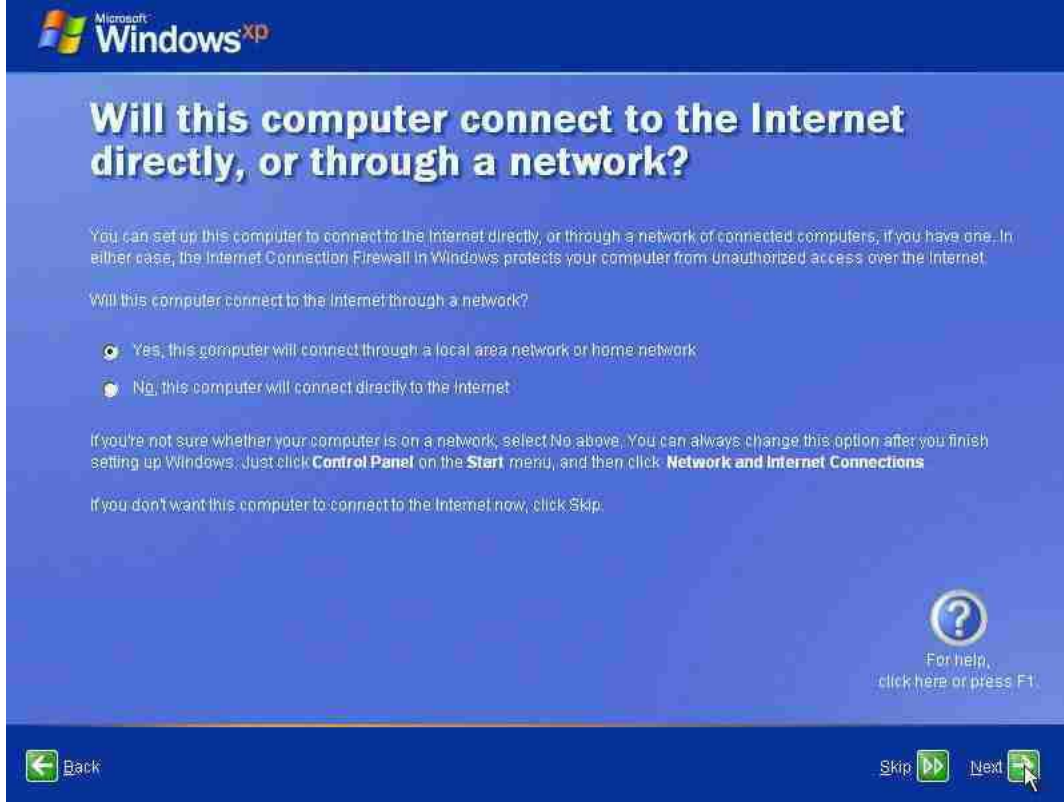 Microsoft
Windows xp
Will this computer connect to the Internet
directly, or through a network?
You can set up this computer to connect to the Internet directly, or through a network of connected computers, if you have one. In
either case, the Internet Connection Firewall in Windows protects your computer from unauthorized access over the Internet.
Will this computer connect to the Internet through a network?
Yes, this computer will connect through a local area network or home network
No, this computer will connect directly to the Internet
If you're not sure whether your computer is on a network, select No above. You can always change this option after you finish
setting up Windows. Just click Control Panel on the Start menu, and then click Network and Internet Connections
If you don't want this computer to connect to the Internet now, click Skip.
For help,
click here or press F1.
Back
Skip
Next